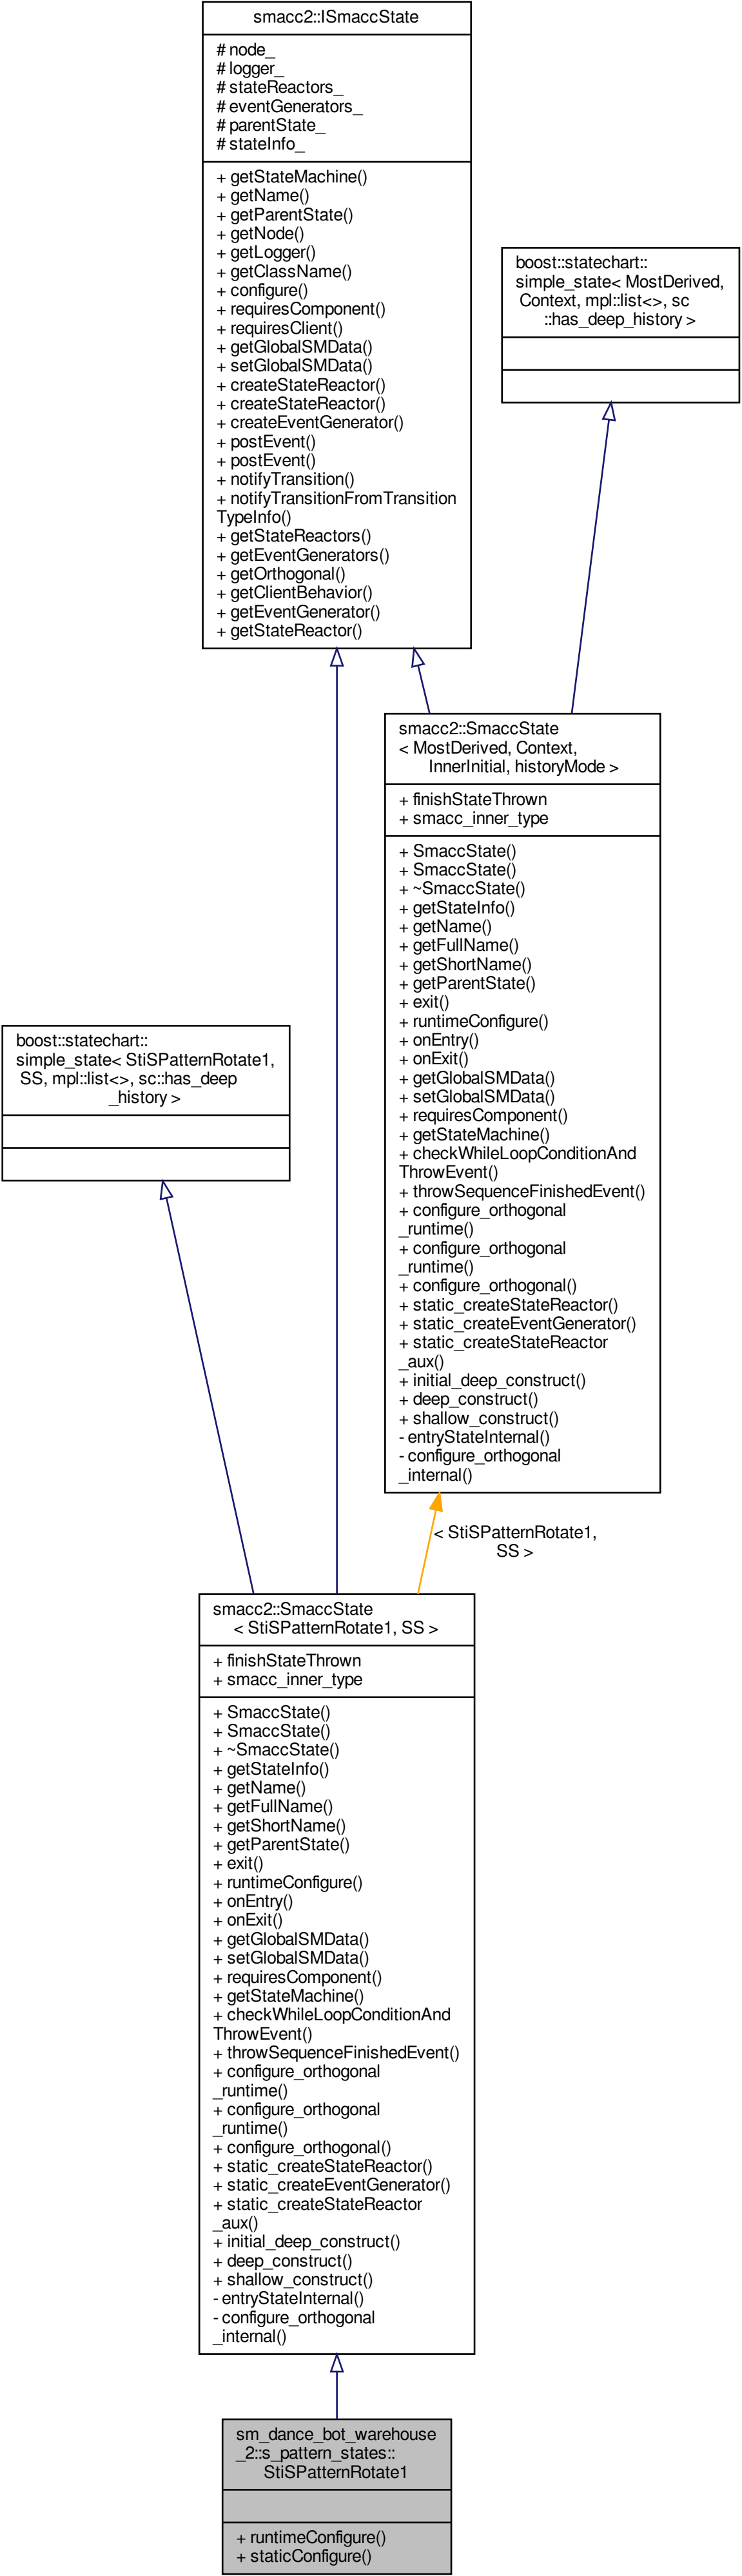 smacc2::ISmaccState
# node_
# logger_
# stateReactors_
# eventGenerators_
# parentState_
# stateInfo_
+ getStateMachine()
+ getName()
+ getParentState()
+ getNode()
+ getLogger()
+ getClassName()
+ configure()
+ requiresComponent()
+ requiresClient()
+ getGlobalSMData()
+ setGlobalSMData()
+ createStateReactor()
+ createStateReactor()
+ createEventGenerator()
+ postEvent()
+ postEvent()
+ notifyTransition()
+ notifyTransitionFromTransition
TypeInfo()
+ getStateReactors()
+ getEventGenerators()
+ getOrthogonal()
+ getClientBehavior()
+ getEventGenerator()
+ getStateReactor()
boost::statechart::
simple_state< MostDerived,
Context, mpl::list<>, sc
::has_deep_history >
smacc2::SmaccState
< MostDerived, Context,
InnerInitial, historyMode >
+ finishStateThrown
+ smacc_inner_type
+ SmaccState()
+ SmaccState()
+ ~SmaccState()
+ getStateInfo()
+ getName()
+ getFullName()
+ getShortName()
+ getParentState()
+ exit()
+ runtimeConfigure()
+ onEntry()
+ onExit()
+ getGlobalSMData()
+ setGlobalSMData()
+ requiresComponent()
+ getStateMachine()
+ checkWhileLoopConditionAnd
ThrowEvent()
+ throwSequenceFinishedEvent()
+ configure_orthogonal
_runtime()
+ configure_orthogonal
_runtime()
+ configure_orthogonal()
+ static_createStateReactor()
+ static_createEventGenerator()
+ static_createStateReactor
_aux()
+ initial_deep_construct()
+ deep_construct()
+ shallow_construct()
- entryStateInternal()
- configure_orthogonal
_internal()
boost::statechart::
simple_state< StiSPatternRotate1,
SS, mpl::list<>, sc::has_deep
_history >
< StiSPatternRotate1,
SS >
smacc2::SmaccState
< StiSPatternRotate1, SS >
+ finishStateThrown
+ smacc_inner_type
+ SmaccState()
+ SmaccState()
+ ~SmaccState()
+ getStateInfo()
+ getName()
+ getFullName()
+ getShortName()
+ getParentState()
+ exit()
+ runtimeConfigure()
+ onEntry()
+ onExit()
+ getGlobalSMData()
+ setGlobalSMData()
+ requiresComponent()
+ getStateMachine()
+ checkWhileLoopConditionAnd
ThrowEvent()
+ throwSequenceFinishedEvent()
+ configure_orthogonal
_runtime()
+ configure_orthogonal
_runtime()
+ configure_orthogonal()
+ static_createStateReactor()
+ static_createEventGenerator()
+ static_createStateReactor
_aux()
+ initial_deep_construct()
+ deep_construct()
+ shallow_construct()
- entryStateInternal()
- configure_orthogonal
_internal()
sm_dance_bot_warehouse
_2::s_pattern_states::
StiSPatternRotate1
+ runtimeConfigure()
+ staticConfigure()